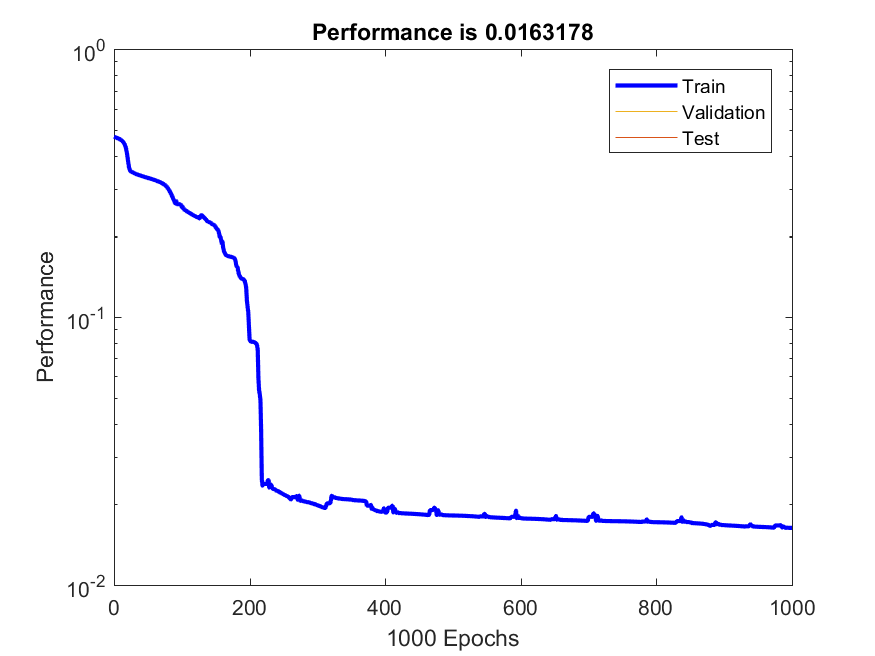 Performance is 0.0163178
10^0
Train
Validation
Test
Performance
10^-1
10^-2
0 200 400 600 800 1000
1000 Epochs